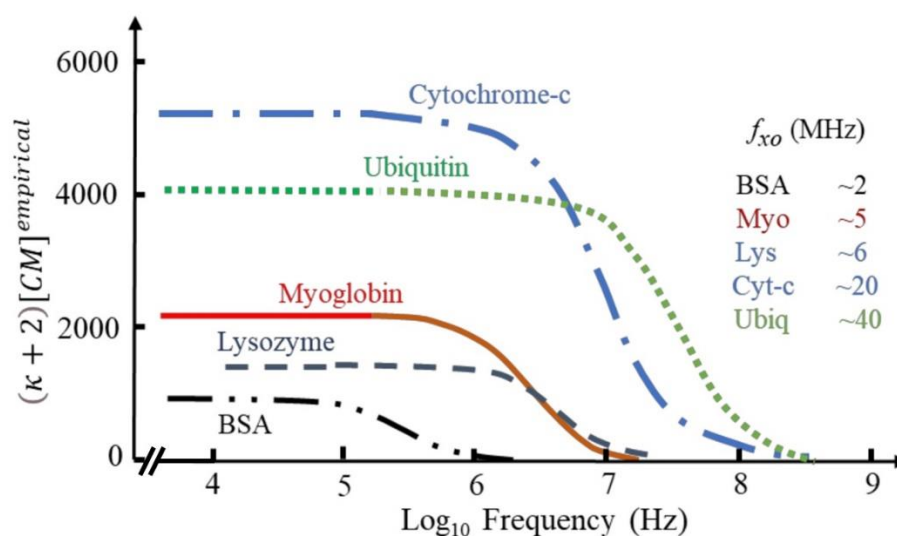 (κ + 2)[CM]^empirical
6000
4000
2000
0
Cytochrome-c
Ubiquitin
Myoglobin
Lysozyme
BSA
f_xo (MHz)
BSA ~2
Myo ~5
Lys ~6
Cyt-c ~20
Ubiq ~40
4 5 6 7 8 9
Log₁₀ Frequency (Hz)